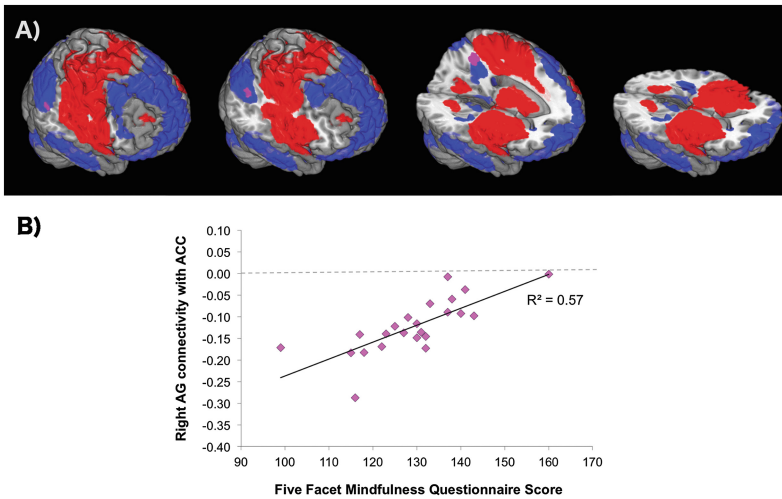 A)
B)
Right AG connectivity with ACC
0.10
0.05
0.00
-0.05
-0.10
-0.15
-0.20
-0.25
-0.30
-0.35
-0.40
R² = 0.57
90 100 110 120 130 140 150 160 170
Five Facet Mindfulness Questionnaire Score